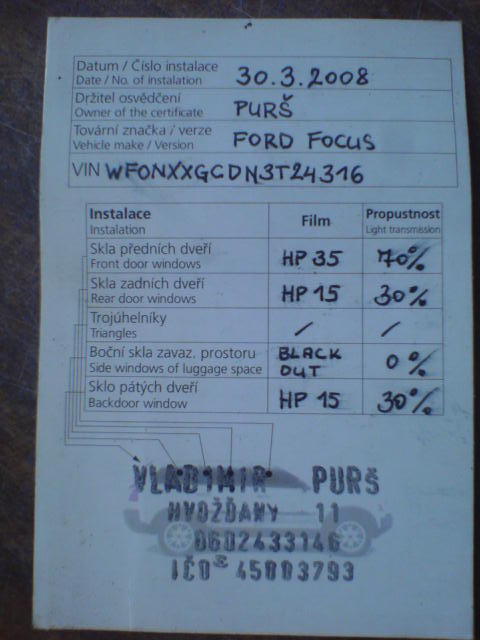 Datum / Číslo instalace
Date / No. of instalation
30.3.2008
Držitel osvědčení
Owner of the certificate
PURŠ
Tovární značka / verze
Vehicle make / Version
FORD FOCUS
VIN WFONXXGCDN3T24316
Instalace
Instalation
Film
Propustnost
Light transmission
Skla předních dveří
Front door windows
HP 35
70%
Skla zadních dveří
Rear door windows
HP 15
30%
Trojúhelníky
Triangles
/
/
Boční skla zavaz. prostoru
Side windows of luggage space
BLACK
OUT
0%
Sklo pátých dveří
Backdoor window
HP 15
30%
VLADIMIR PURŠ
HVOŽĎANY 11
0602433146
IČO: 45003793